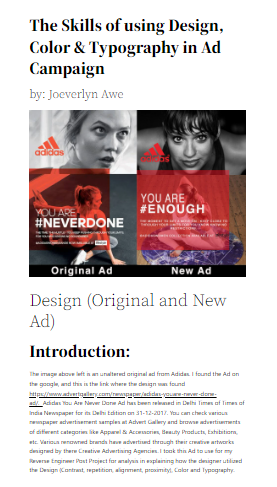 The Skills of using Design,
Color & Typography in Ad
Campaign
by: Joeverlyn Awe
adidas
adidas
YOU ARE
#NEVERDONE
YOU ARE
#ENOUGH
Original Ad
New Ad
Design (Original and New
Ad)
Introduction:
The image above left is an unaltered original ad from Adidas. I found the Ad on
the google, and this is the link where the design was found
https://www.advertgallery.com/newspaper/adidas-youare-never-done-
ad/. Adidas You Are Never Done Ad has been released in Delhi Times of Times of
India Newspaper for its Delhi Edition on 31-12-2017. You can check various
newspaper advertisement samples at Advert Gallery and browse advertisements
of different categories like Apparel & Accessories, Beauty Products, Exhibitions,
etc. Various renowned brands have advertised through their creative artworks
designed by there Creative Advertising Agencies. I took this Ad to use for my
Reverse Engineer Post Project for instance in explaining how the designer utilized
the Design (Contrast, repetition, alignment, proximity), Color and Typography.